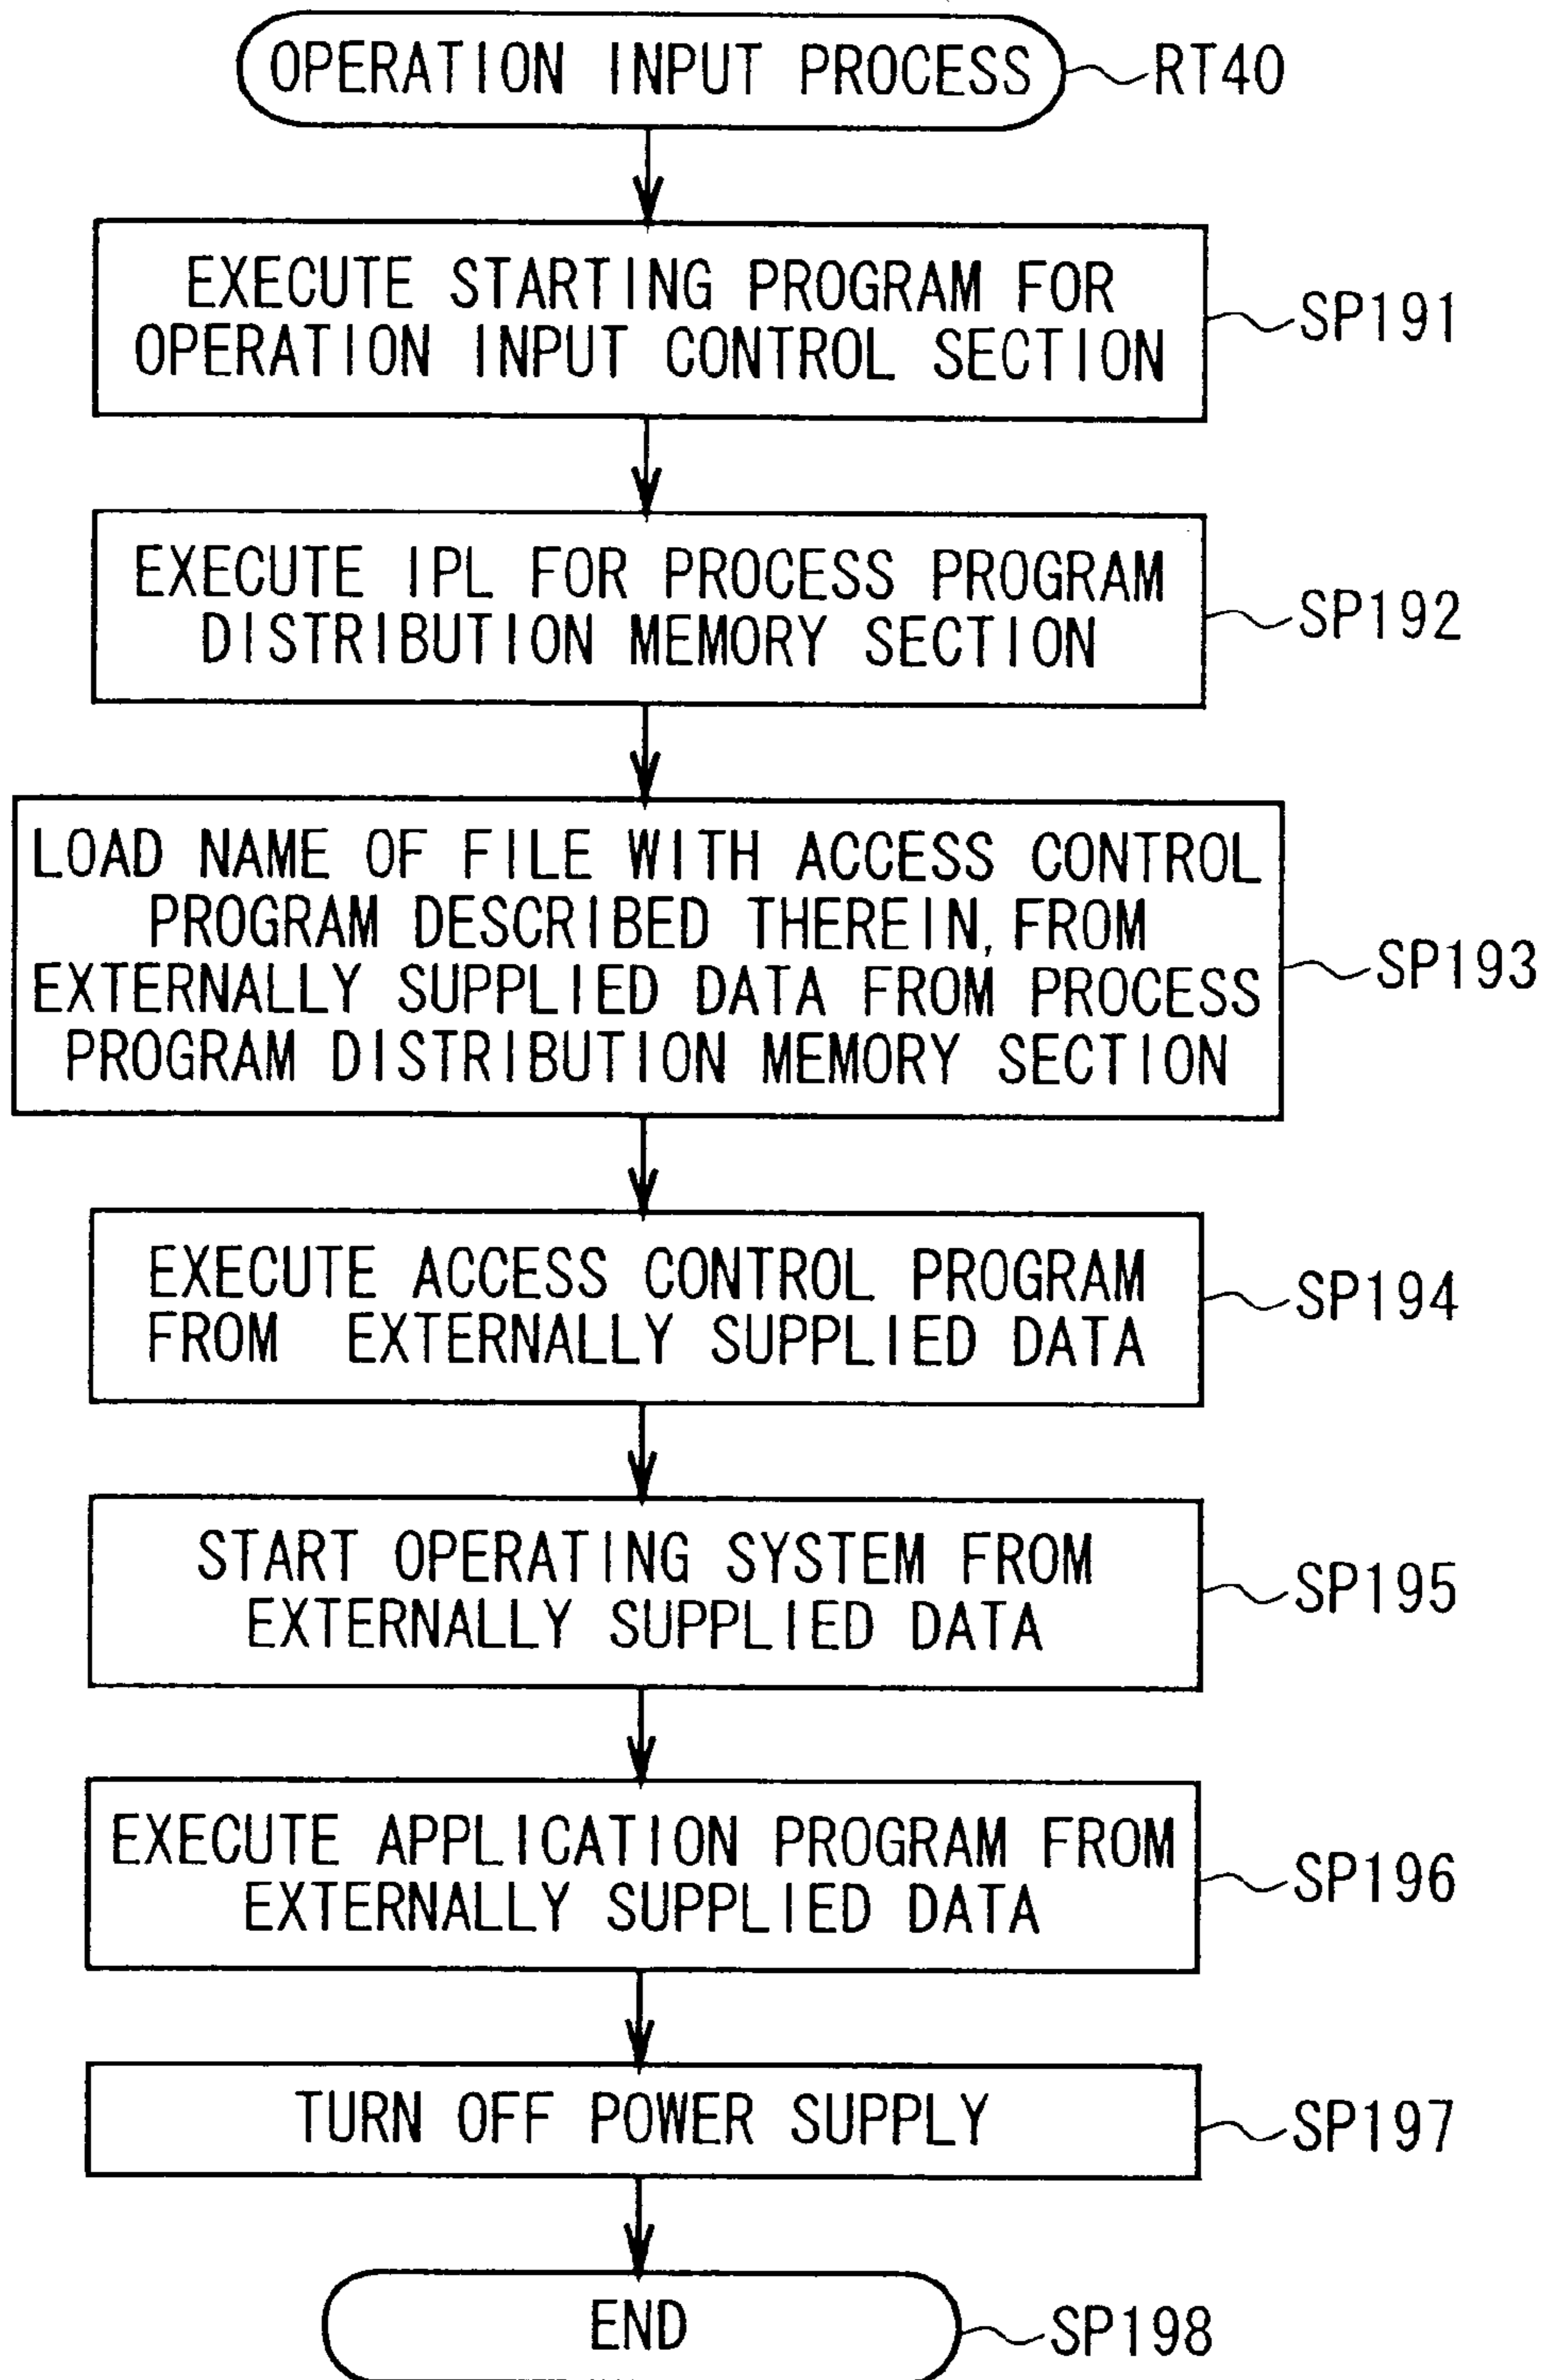 OPERATION INPUT PROCESS
RT40
EXECUTE STARTING PROGRAM FOR
OPERATION INPUT CONTROL SECTION
SP191
EXECUTE IPL FOR PROCESS PROGRAM
DISTRIBUTION MEMORY SECTION
SP192
LOAD NAME OF FILE WITH ACCESS CONTROL
PROGRAM DESCRIBED THEREIN, FROM
EXTERNALLY SUPPLIED DATA FROM PROCESS
PROGRAM DISTRIBUTION MEMORY SECTION
SP193
EXECUTE ACCESS CONTROL PROGRAM
FROM EXTERNALLY SUPPLIED DATA
SP194
START OPERATING SYSTEM FROM
EXTERNALLY SUPPLIED DATA
SP195
EXECUTE APPLICATION PROGRAM FROM
EXTERNALLY SUPPLIED DATA
SP196
TURN OFF POWER SUPPLY
SP197
END
SP198